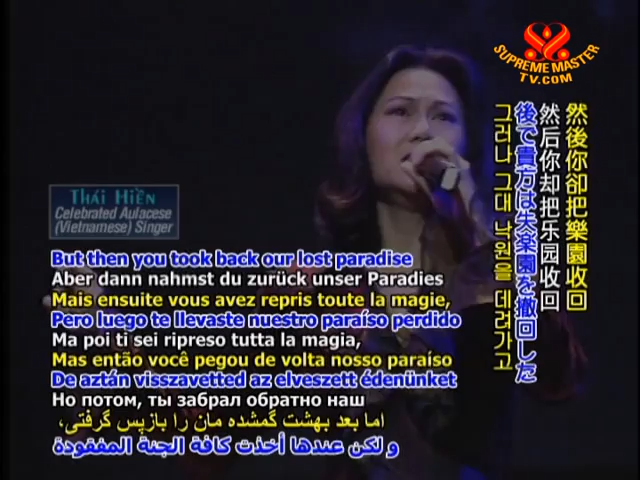 SUPREME MASTER
TV.COM
THÁI HIỀN
Celebrated Aulacese
(Vietnamese) Singer
But then you took back our lost paradise
Aber dann nahmst du zurück unser Paradies
Mais ensuite vous avez repris toute la magie,
Pero luego te llevaste nuestro paraíso perdido
Ma poi ti sei ripreso tutta la magia,
Mas então você pegou de volta nosso paraíso
De aztán visszavetted az elveszett édenünket
Но потом, ты забрал обратно наш
اما بعد بهشت گمشده مان را بازپس گرفتی،
و لكن عندها أخذت كافة الجنة المفقودة
然後你卻把樂園收回
然后你却把乐园收回
後で貴方は失楽園を撤回した
그러나 그대 낙원을 데려가고